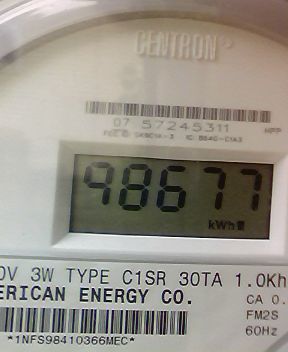 CENTRON®
07 57245311 HPP
98677
kWh
0V 3W TYPE C1SR 30TA 1.0Kh
ERICAN ENERGY CO.
CA 0.
FM2S
60Hz
*1NFS98410366MEC*